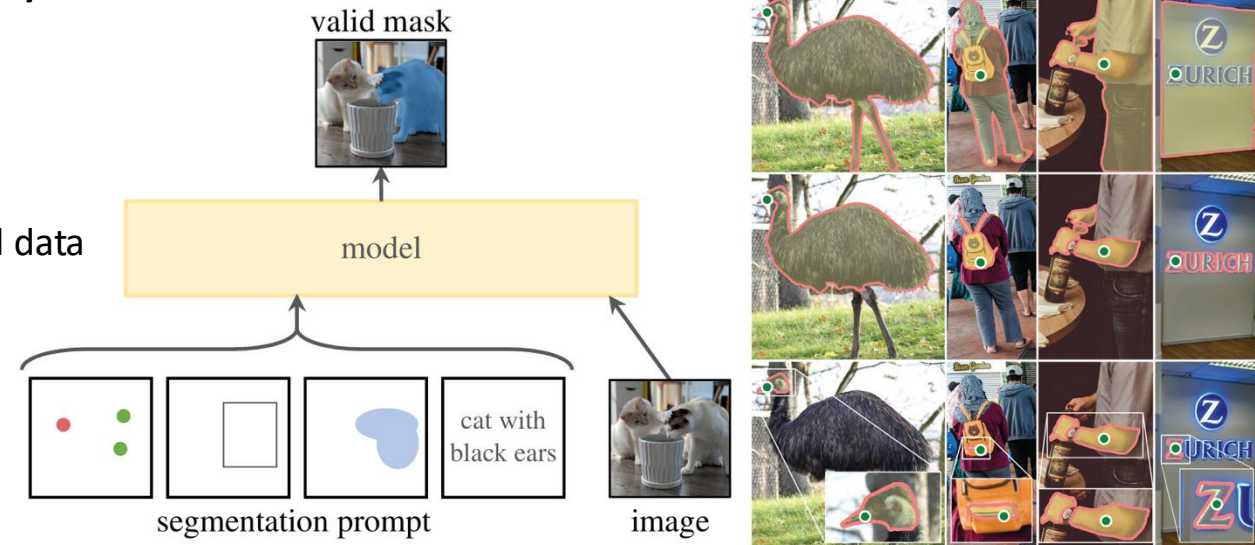 valid mask
l data
model
cat with
black ears
segmentation prompt
image
Z
ZURICH
Z
ZURICH
Z
ZURICH
Z